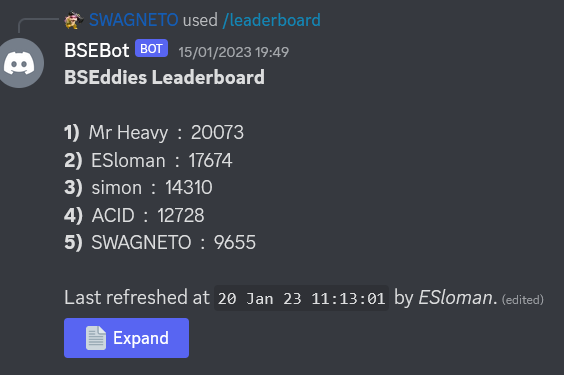 SWAGNETO used /leaderboard
BSEBot BOT 15/01/2023 19:49
BSEddies Leaderboard
1) Mr Heavy : 20073
2) ESloman : 17674
3) simon : 14310
4) ACID : 12728
5) SWAGNETO : 9655
Last refreshed at 20 Jan 23 11:13:01 by ESloman. (edited)
Expand